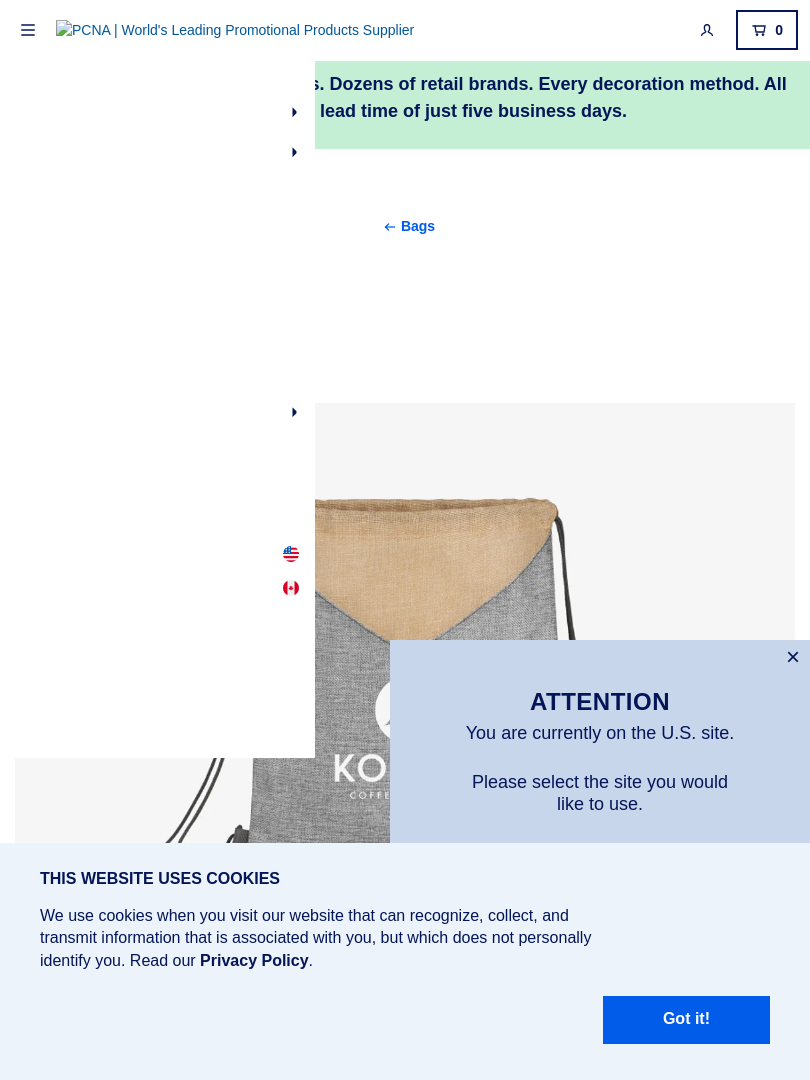 PCNA | World's Leading Promotional Products Supplier
0
Dozens of retail brands. Every decoration method. All
lead time of just five business days.
Bags
ATTENTION
You are currently on the U.S. site.
Please select the site you would
like to use.
THIS WEBSITE USES COOKIES
We use cookies when you visit our website that can recognize, collect, and
transmit information that is associated with you, but which does not personally
identify you. Read our Privacy Policy.
Got it!